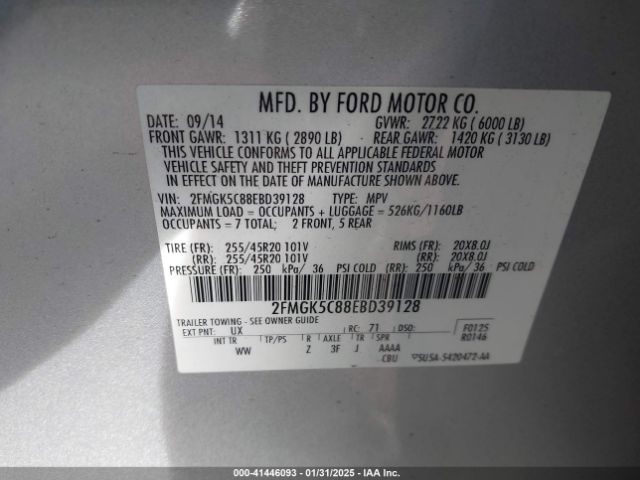 MFD. BY FORD MOTOR CO.
DATE: 09/14 GVWR: 2722 KG ( 6000 LB)
FRONT GAWR: 1311 KG ( 2890 LB) REAR GAWR: 1420 KG ( 3130 LB)
THIS VEHICLE CONFORMS TO ALL APPLICABLE FEDERAL MOTOR
VEHICLE SAFETY AND THEFT PREVENTION STANDARDS
IN EFFECT ON THE DATE OF MANUFACTURE SHOWN ABOVE.
VIN: 2FMGK5C88EBD39128 TYPE: MPV
MAXIMUM LOAD = OCCUPANTS + LUGGAGE = 526KG/1160LB
OCCUPANTS = 7 TOTAL; 2 FRONT, 5 REAR
TIRE (FR): 255/45R20 101V RIMS (FR): 20X8.0J
(RR): 255/45R20 101V (RR): 20X8.0J
PRESSURE (FR): 250 kPa/ 36 PSI COLD (RR): 250 kPa/ 36 PSI COLD
2FMGK5C88EBD39128
TRAILER TOWING - SEE OWNER GUIDE
EXT PNT: UX RC: 71 DSO: F0125
INT TR TP/PS R AXLE TR SPR R0146
WW Z 3F J AAAA
CBU SU5A-5420472-AA
000-41446093 - 01/31/2025 - IAA Inc.